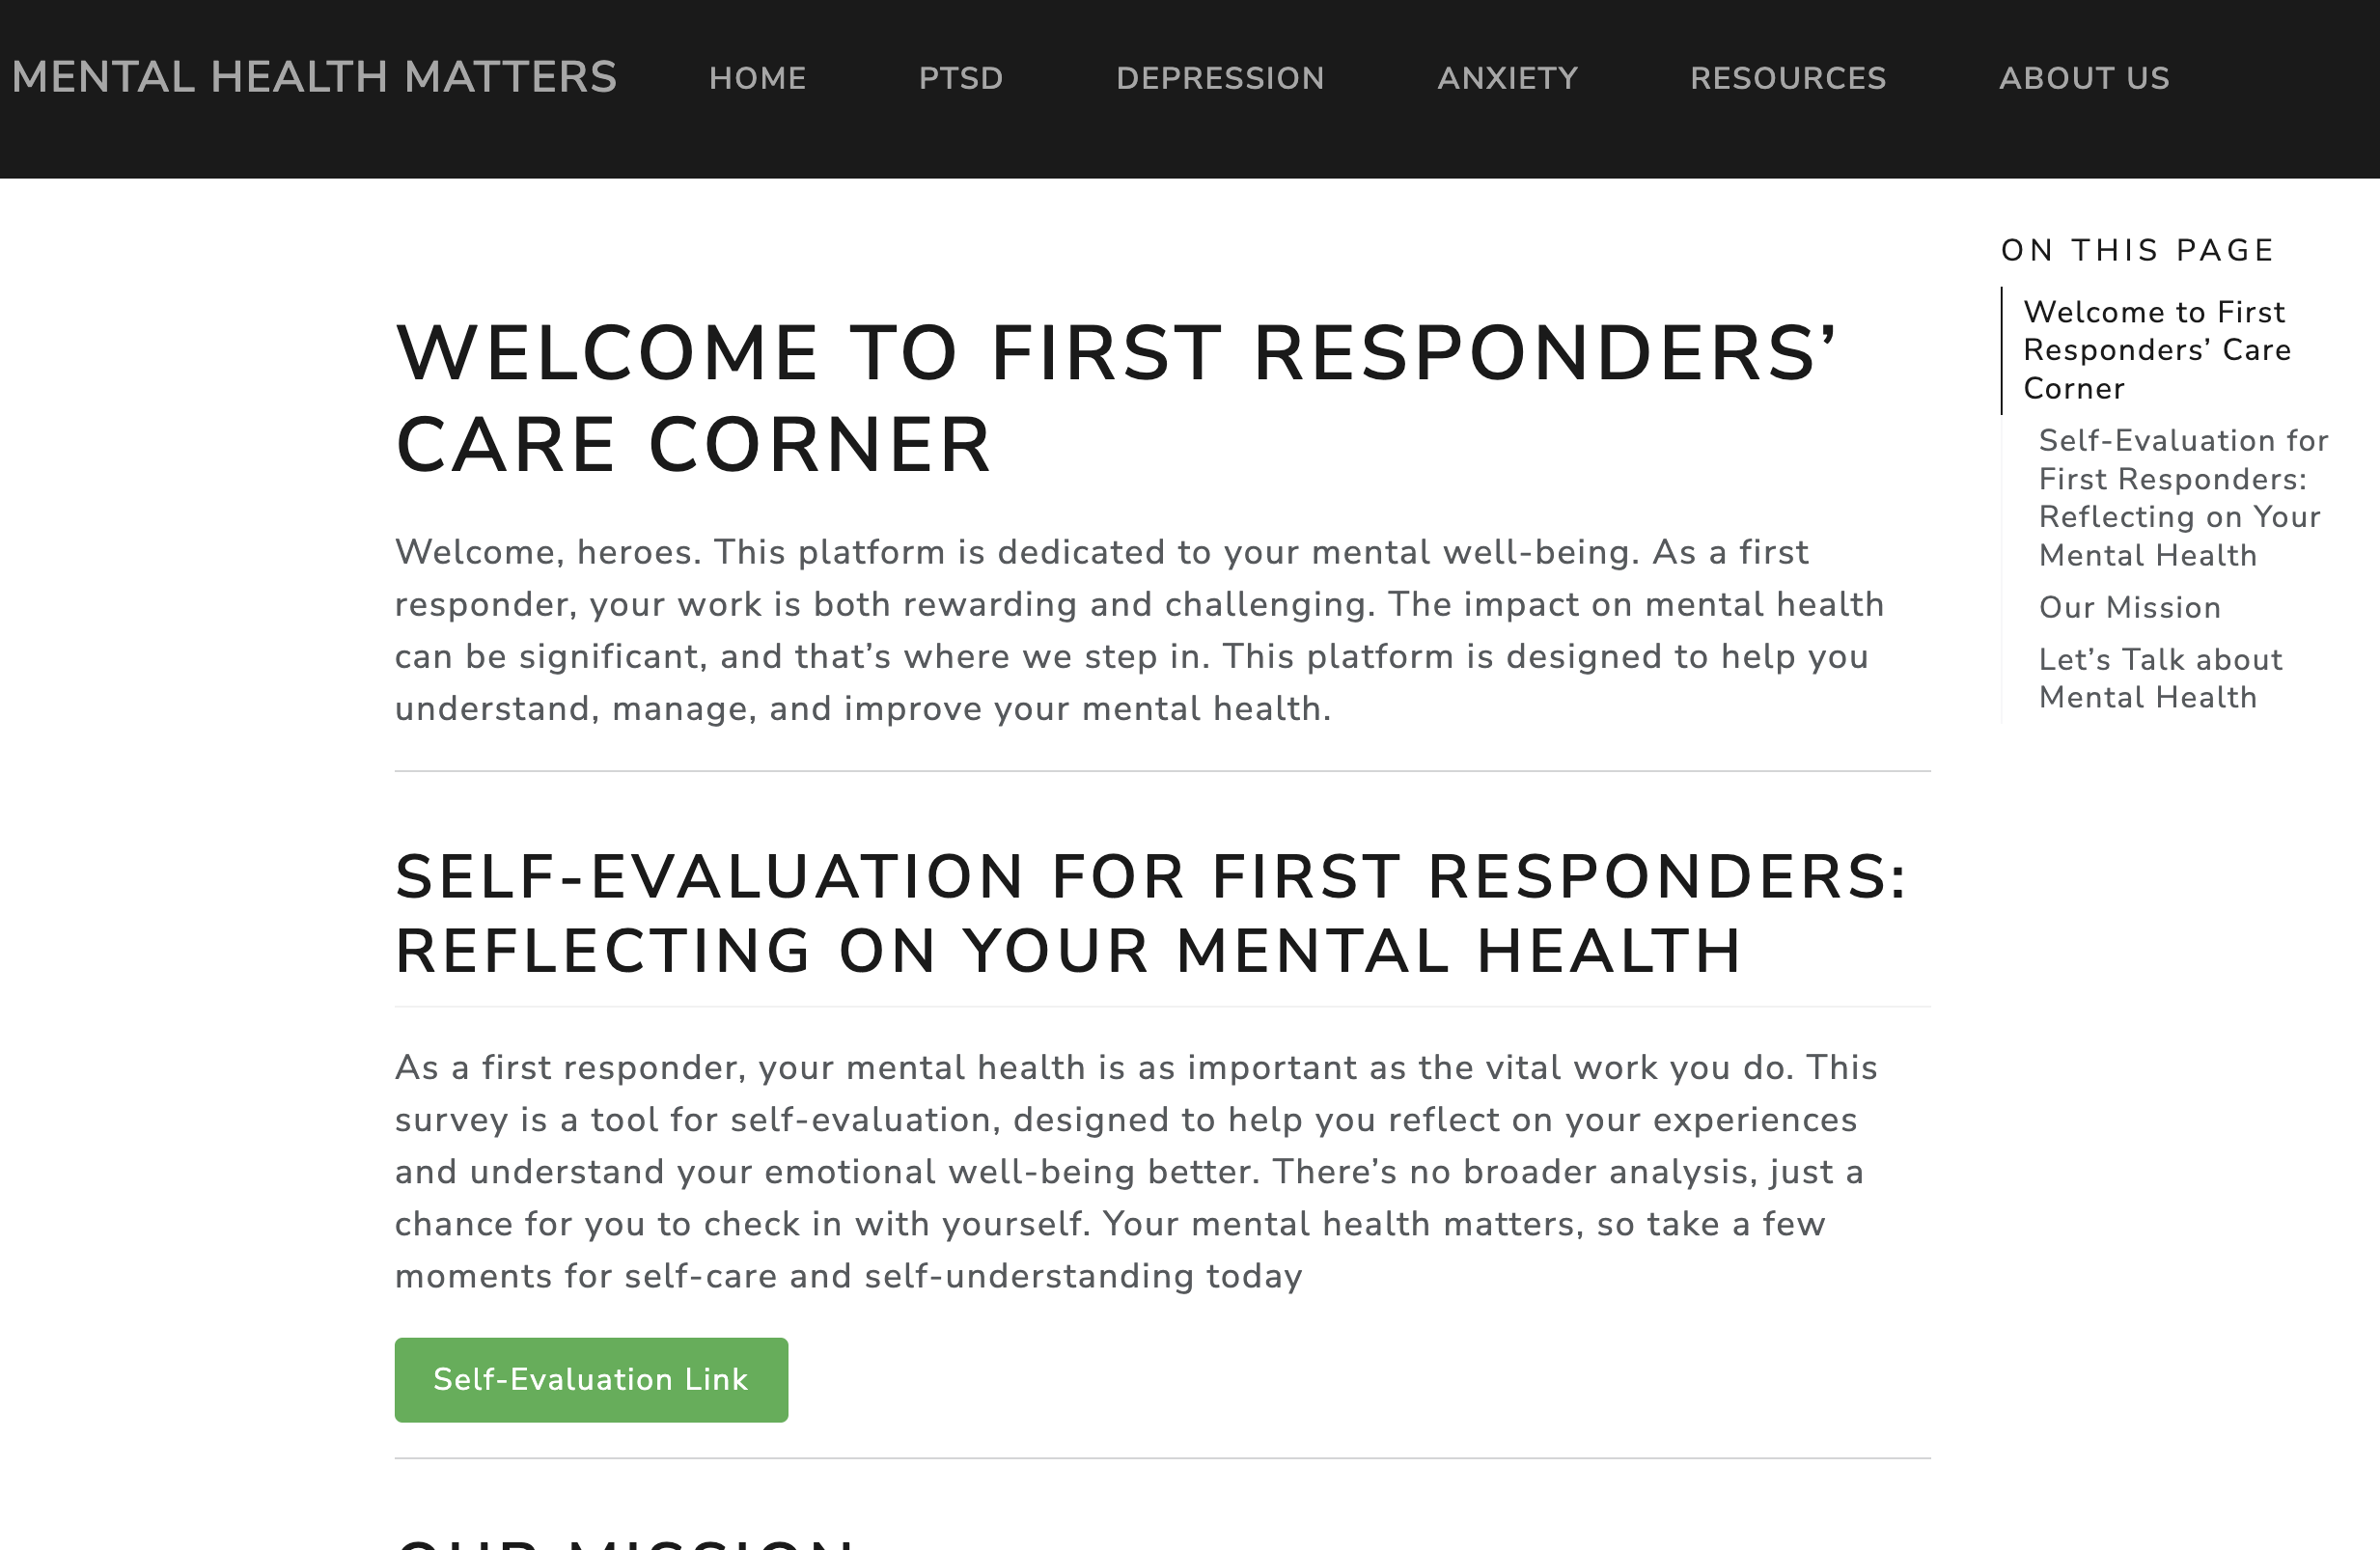 MENTAL HEALTH MATTERS HOME PTSD DEPRESSION ANXIETY RESOURCES ABOUT US
WELCOME TO FIRST RESPONDERS’
CARE CORNER
Welcome, heroes. This platform is dedicated to your mental well-being. As a first
responder, your work is both rewarding and challenging. The impact on mental health
can be significant, and that’s where we step in. This platform is designed to help you
understand, manage, and improve your mental health.
SELF-EVALUATION FOR FIRST RESPONDERS:
REFLECTING ON YOUR MENTAL HEALTH
As a first responder, your mental health is as important as the vital work you do. This
survey is a tool for self-evaluation, designed to help you reflect on your experiences
and understand your emotional well-being better. There’s no broader analysis, just a
chance for you to check in with yourself. Your mental health matters, so take a few
moments for self-care and self-understanding today
Self-Evaluation Link
OUR MISSION
ON THIS PAGE
Welcome to First
Responders’ Care
Corner
Self-Evaluation for
First Responders:
Reflecting on Your
Mental Health
Our Mission
Let’s Talk about
Mental Health